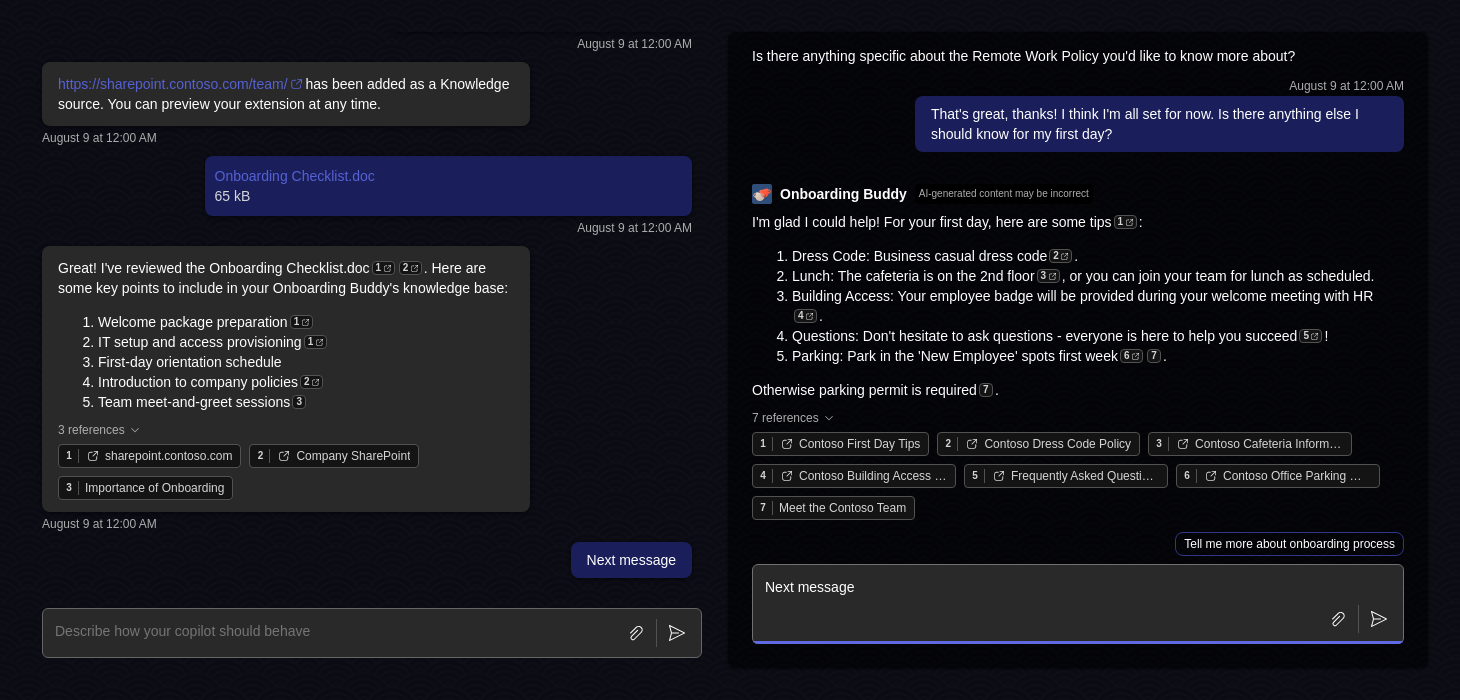 August 9 at 12:00 AM
https://sharepoint.contoso.com/team/ has been added as a Knowledge
source. You can preview your extension at any time.
August 9 at 12:00 AM
Onboarding Checklist.doc
65 kB
August 9 at 12:00 AM
Great! I've reviewed the Onboarding Checklist.doc 1 2 . Here are
some key points to include in your Onboarding Buddy's knowledge base:
1. Welcome package preparation 1
2. IT setup and access provisioning 1
3. First-day orientation schedule
4. Introduction to company policies 2
5. Team meet-and-greet sessions 3
3 references
1 sharepoint.contoso.com 2 Company SharePoint
3 Importance of Onboarding
August 9 at 12:00 AM
Next message
Describe how your copilot should behave
Is there anything specific about the Remote Work Policy you'd like to know more about?
August 9 at 12:00 AM
That's great, thanks! I think I'm all set for now. Is there anything else I
should know for my first day?
Onboarding Buddy AI-generated content may be incorrect
I'm glad I could help! For your first day, here are some tips 1 :
1. Dress Code: Business casual dress code 2 .
2. Lunch: The cafeteria is on the 2nd floor 3 , or you can join your team for lunch as scheduled.
3. Building Access: Your employee badge will be provided during your welcome meeting with HR
4 .
4. Questions: Don't hesitate to ask questions - everyone is here to help you succeed 5 !
5. Parking: Park in the 'New Employee' spots first week 6 7 .
Otherwise parking permit is required 7 .
7 references
1 Contoso First Day Tips 2 Contoso Dress Code Policy 3 Contoso Cafeteria Inform…
4 Contoso Building Access … 5 Frequently Asked Questi… 6 Contoso Office Parking …
7 Meet the Contoso Team
Tell me more about onboarding process
Next message